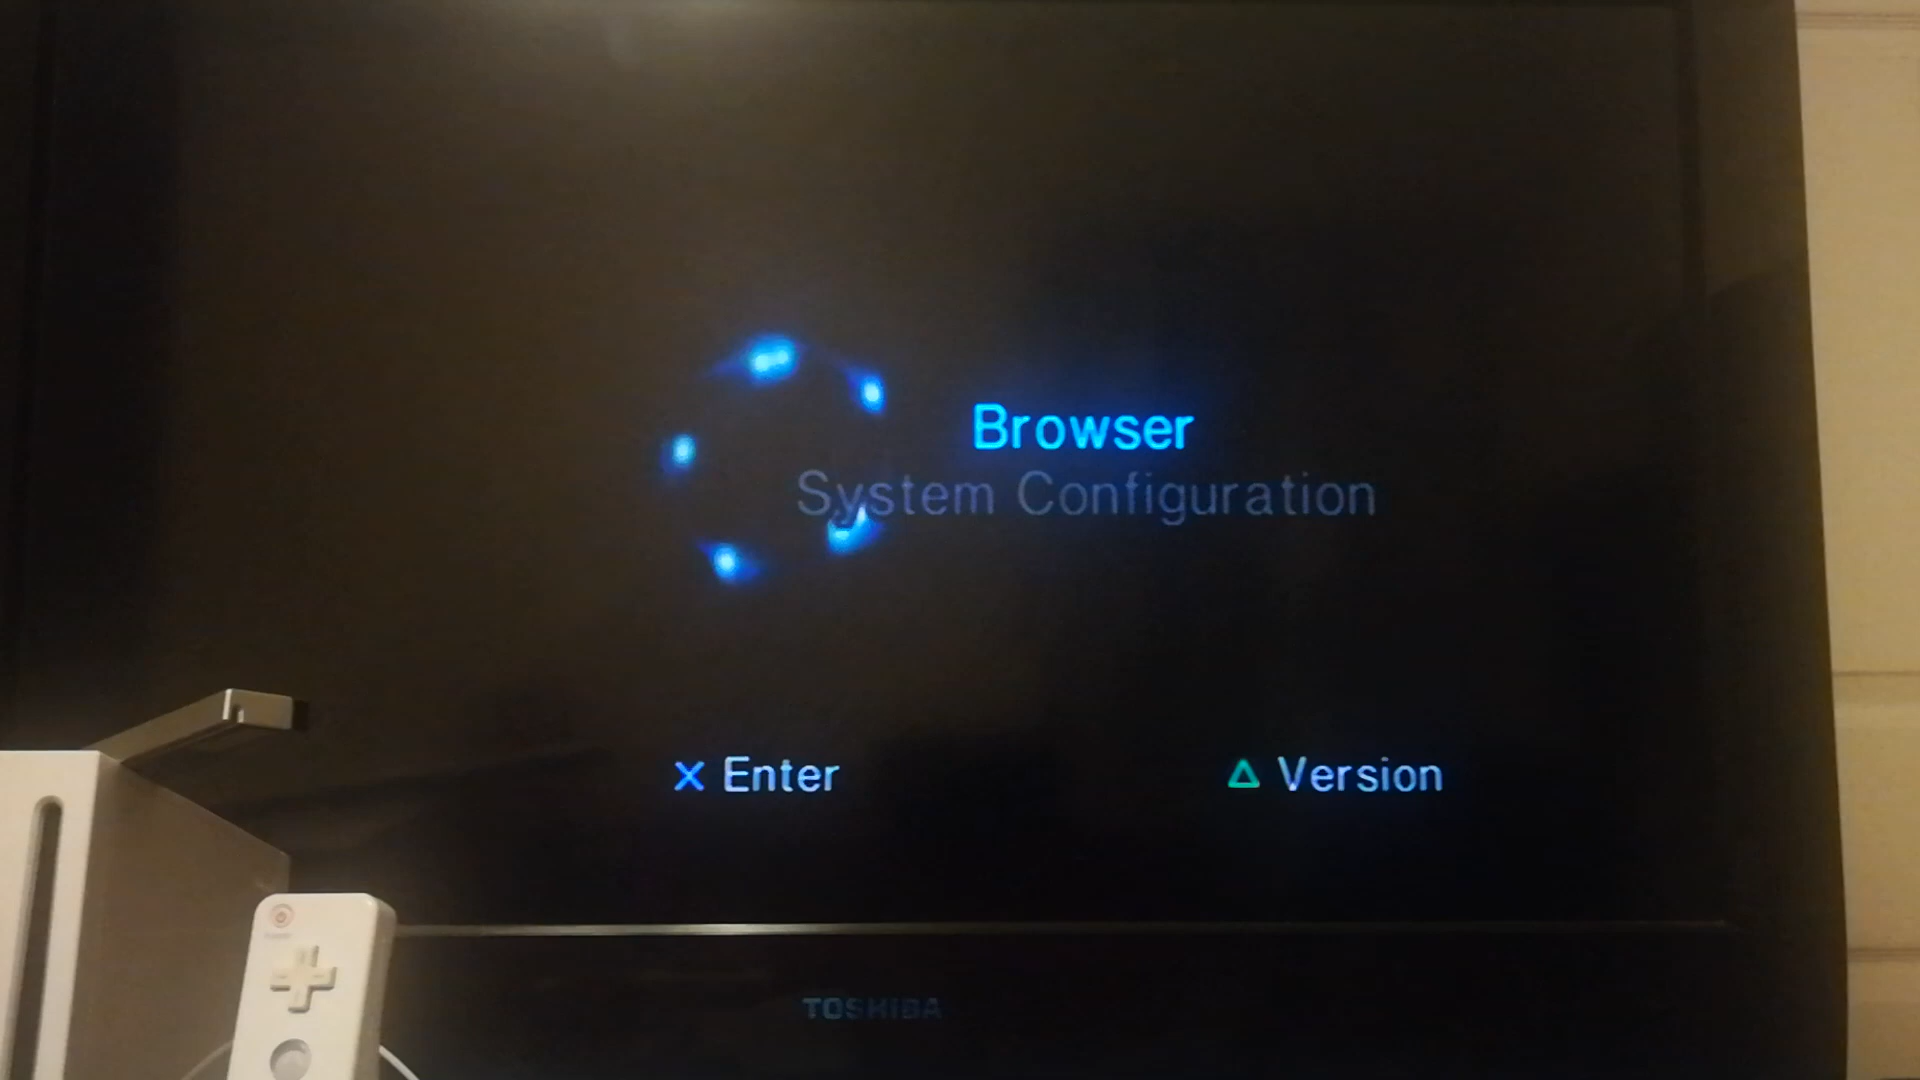 Browser
System Configuration
Enter
Version
TOSHIBA